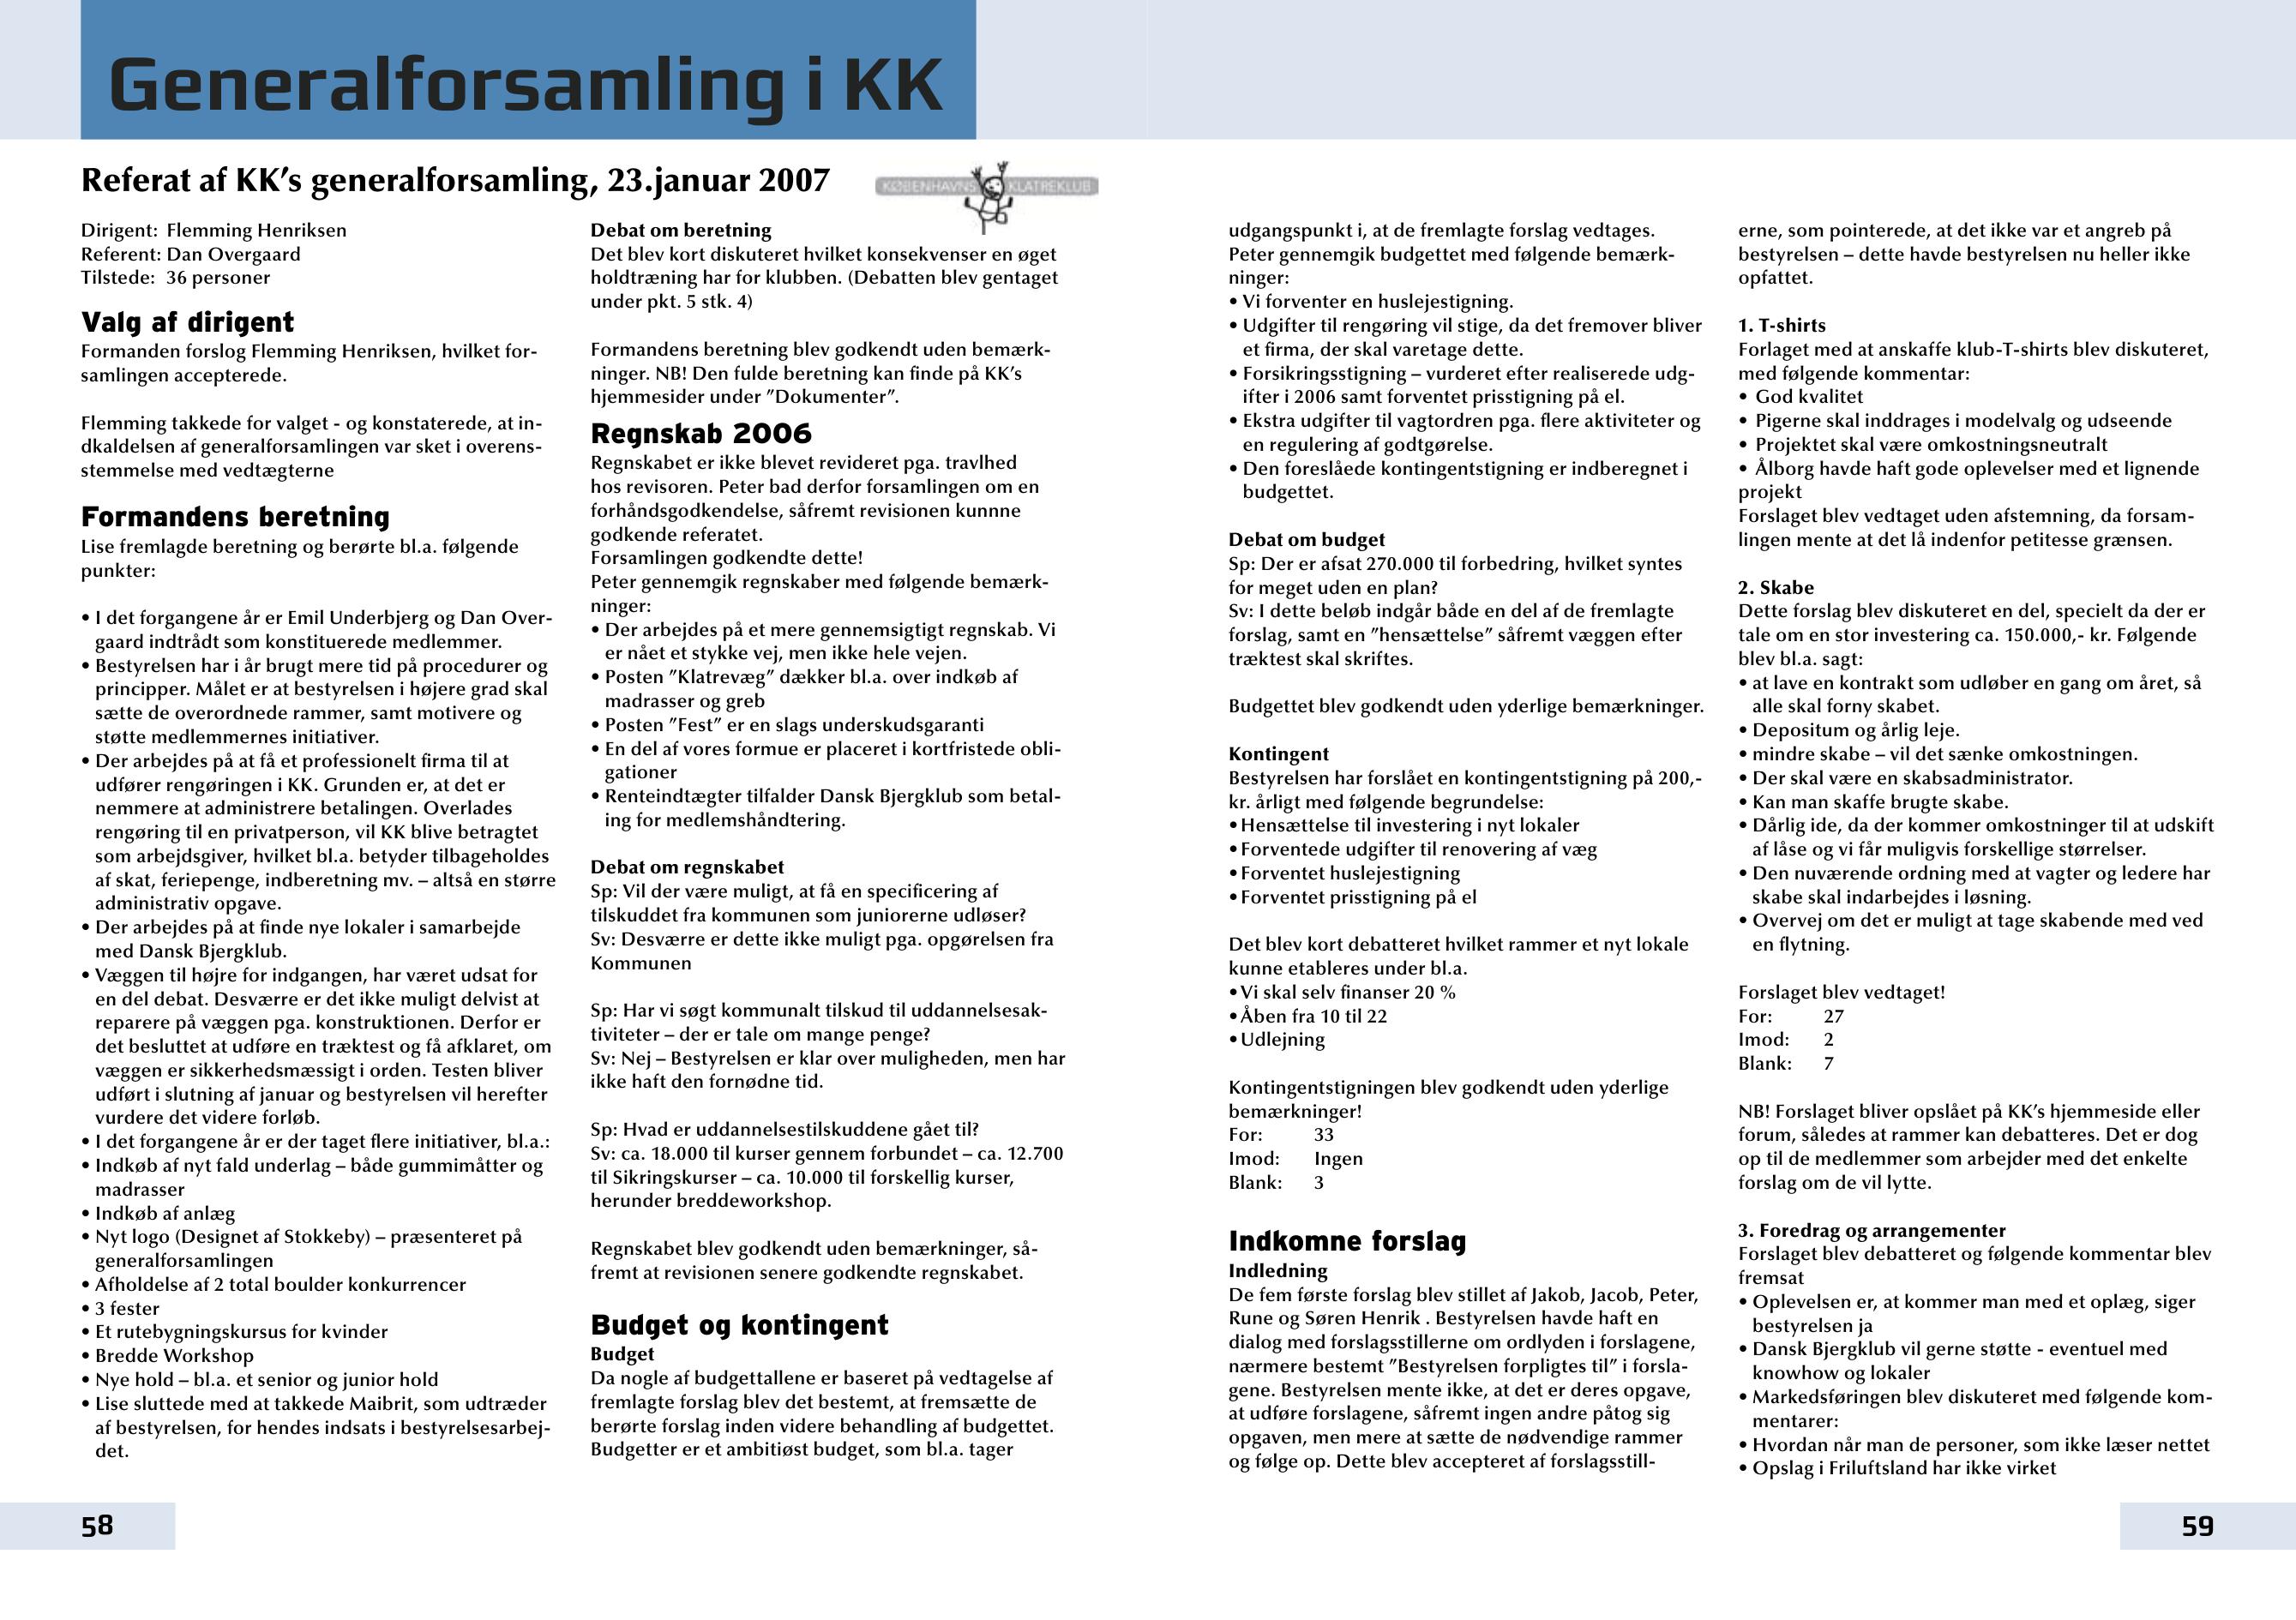 Generalforsamling i KK
Referat af KK’s generalforsamling, 23.januar 2007
KØBENHAVNS KLATREKLUB
Dirigent: Flemming Henriksen
Referent: Dan Overgaard
Tilstede: 36 personer
Valg af dirigent
Formanden forslog Flemming Henriksen, hvilket for-
samlingen accepterede.
Flemming takkede for valget - og konstaterede, at in-
dkaldelsen af generalforsamlingen var sket i overens-
stemmelse med vedtægterne
Formandens beretning
Lise fremlagde beretning og berørte bl.a. følgende
punkter:
• I det forgangene år er Emil Underbjerg og Dan Over-
gaard indtrådt som konstituerede medlemmer.
• Bestyrelsen har i år brugt mere tid på procedurer og
principper. Målet er at bestyrelsen i højere grad skal
sætte de overordnede rammer, samt motivere og
støtte medlemmernes initiativer.
• Der arbejdes på at få et professionelt firma til at
udfører rengøringen i KK. Grunden er, at det er
nemmere at administrere betalingen. Overlades
rengøring til en privatperson, vil KK blive betragtet
som arbejdsgiver, hvilket bl.a. betyder tilbageholdes
af skat, feriepenge, indberetning mv. – altså en større
administrativ opgave.
• Der arbejdes på at finde nye lokaler i samarbejde
med Dansk Bjergklub.
• Væggen til højre for indgangen, har været udsat for
en del debat. Desværre er det ikke muligt delvist at
reparere på væggen pga. konstruktionen. Derfor er
det besluttet at udføre en træktest og få afklaret, om
væggen er sikkerhedsmæssigt i orden. Testen bliver
udført i slutning af januar og bestyrelsen vil herefter
vurdere det videre forløb.
• I det forgangene år er der taget flere initiativer, bl.a.:
• Indkøb af nyt fald underlag – både gummimåtter og
madrasser
• Indkøb af anlæg
• Nyt logo (Designet af Stokkeby) – præsenteret på
generalforsamlingen
• Afholdelse af 2 total boulder konkurrencer
• 3 fester
• Et rutebygningskursus for kvinder
• Bredde Workshop
• Nye hold – bl.a. et senior og junior hold
• Lise sluttede med at takkede Maibrit, som udtræder
af bestyrelsen, for hendes indsats i bestyrelsesarbej-
det.
Debat om beretning
Det blev kort diskuteret hvilket konsekvenser en øget
holdtræning har for klubben. (Debatten blev gentaget
under pkt. 5 stk. 4)
Formandens beretning blev godkendt uden bemærk-
ninger. NB! Den fulde beretning kan finde på KK’s
hjemmesider under ”Dokumenter”.
Regnskab 2006
Regnskabet er ikke blevet revideret pga. travlhed
hos revisoren. Peter bad derfor forsamlingen om en
forhåndsgodkendelse, såfremt revisionen kunnne
godkende referatet.
Forsamlingen godkendte dette!
Peter gennemgik regnskaber med følgende bemærk-
ninger:
• Der arbejdes på et mere gennemsigtigt regnskab. Vi
er nået et stykke vej, men ikke hele vejen.
• Posten ”Klatrevæg” dækker bl.a. over indkøb af
madrasser og greb
• Posten ”Fest” er en slags underskudsgaranti
• En del af vores formue er placeret i kortfristede obli-
gationer
• Renteindtægter tilfalder Dansk Bjergklub som betal-
ing for medlemshåndtering.
Debat om regnskabet
Sp: Vil der være muligt, at få en specificering af
tilskuddet fra kommunen som juniorerne udløser?
Sv: Desværre er dette ikke muligt pga. opgørelsen fra
Kommunen
Sp: Har vi søgt kommunalt tilskud til uddannelsesak-
tiviteter – der er tale om mange penge?
Sv: Nej – Bestyrelsen er klar over muligheden, men har
ikke haft den fornødne tid.
Sp: Hvad er uddannelsestilskuddene gået til?
Sv: ca. 18.000 til kurser gennem forbundet – ca. 12.700
til Sikringskurser – ca. 10.000 til forskellig kurser,
herunder breddeworkshop.
Regnskabet blev godkendt uden bemærkninger, så-
fremt at revisionen senere godkendte regnskabet.
Budget og kontingent
Budget
Da nogle af budgettallene er baseret på vedtagelse af
fremlagte forslag blev det bestemt, at fremsætte de
berørte forslag inden videre behandling af budgettet.
Budgetter er et ambitiøst budget, som bl.a. tager
58
udgangspunkt i, at de fremlagte forslag vedtages.
Peter gennemgik budgettet med følgende bemærk-
ninger:
• Vi forventer en huslejestigning.
• Udgifter til rengøring vil stige, da det fremover bliver
et firma, der skal varetage dette.
• Forsikringsstigning – vurderet efter realiserede udg-
ifter i 2006 samt forventet prisstigning på el.
• Ekstra udgifter til vagtordren pga. flere aktiviteter og
en regulering af godtgørelse.
• Den foreslåede kontingentstigning er indberegnet i
budgettet.
Debat om budget
Sp: Der er afsat 270.000 til forbedring, hvilket syntes
for meget uden en plan?
Sv: I dette beløb indgår både en del af de fremlagte
forslag, samt en ”hensættelse” såfremt væggen efter
træktest skal skriftes.
Budgettet blev godkendt uden yderlige bemærkninger.
Kontingent
Bestyrelsen har forslået en kontingentstigning på 200,-
kr. årligt med følgende begrundelse:
•Hensættelse til investering i nyt lokaler
•Forventede udgifter til renovering af væg
•Forventet huslejestigning
•Forventet prisstigning på el
Det blev kort debatteret hvilket rammer et nyt lokale
kunne etableres under bl.a.
•Vi skal selv finanser 20 %
•Åben fra 10 til 22
•Udlejning
Kontingentstigningen blev godkendt uden yderlige
bemærkninger!
For: 33
Imod: Ingen
Blank: 3
Indkomne forslag
Indledning
De fem første forslag blev stillet af Jakob, Jacob, Peter,
Rune og Søren Henrik . Bestyrelsen havde haft en
dialog med forslagsstillerne om ordlyden i forslagene,
nærmere bestemt ”Bestyrelsen forpligtes til” i forsla-
gene. Bestyrelsen mente ikke, at det er deres opgave,
at udføre forslagene, såfremt ingen andre påtog sig
opgaven, men mere at sætte de nødvendige rammer
og følge op. Dette blev accepteret af forslagsstill-
erne, som pointerede, at det ikke var et angreb på
bestyrelsen – dette havde bestyrelsen nu heller ikke
opfattet.
1. T-shirts
Forlaget med at anskaffe klub-T-shirts blev diskuteret,
med følgende kommentar:
• God kvalitet
• Pigerne skal inddrages i modelvalg og udseende
• Projektet skal være omkostningsneutralt
• Ålborg havde haft gode oplevelser med et lignende
projekt
Forslaget blev vedtaget uden afstemning, da forsam-
lingen mente at det lå indenfor petitesse grænsen.
2. Skabe
Dette forslag blev diskuteret en del, specielt da der er
tale om en stor investering ca. 150.000,- kr. Følgende
blev bl.a. sagt:
• at lave en kontrakt som udløber en gang om året, så
alle skal forny skabet.
• Depositum og årlig leje.
• mindre skabe – vil det sænke omkostningen.
• Der skal være en skabsadministrator.
• Kan man skaffe brugte skabe.
• Dårlig ide, da der kommer omkostninger til at udskift
af låse og vi får muligvis forskellige størrelser.
• Den nuværende ordning med at vagter og ledere har
skabe skal indarbejdes i løsning.
• Overvej om det er muligt at tage skabende med ved
en flytning.
Forslaget blev vedtaget!
For: 27
Imod: 2
Blank: 7
NB! Forslaget bliver opslået på KK’s hjemmeside eller
forum, således at rammer kan debatteres. Det er dog
op til de medlemmer som arbejder med det enkelte
forslag om de vil lytte.
3. Foredrag og arrangementer
Forslaget blev debatteret og følgende kommentar blev
fremsat
• Oplevelsen er, at kommer man med et oplæg, siger
bestyrelsen ja
• Dansk Bjergklub vil gerne støtte - eventuel med
knowhow og lokaler
• Markedsføringen blev diskuteret med følgende kom-
mentarer:
• Hvordan når man de personer, som ikke læser nettet
• Opslag i Friluftsland har ikke virket
59